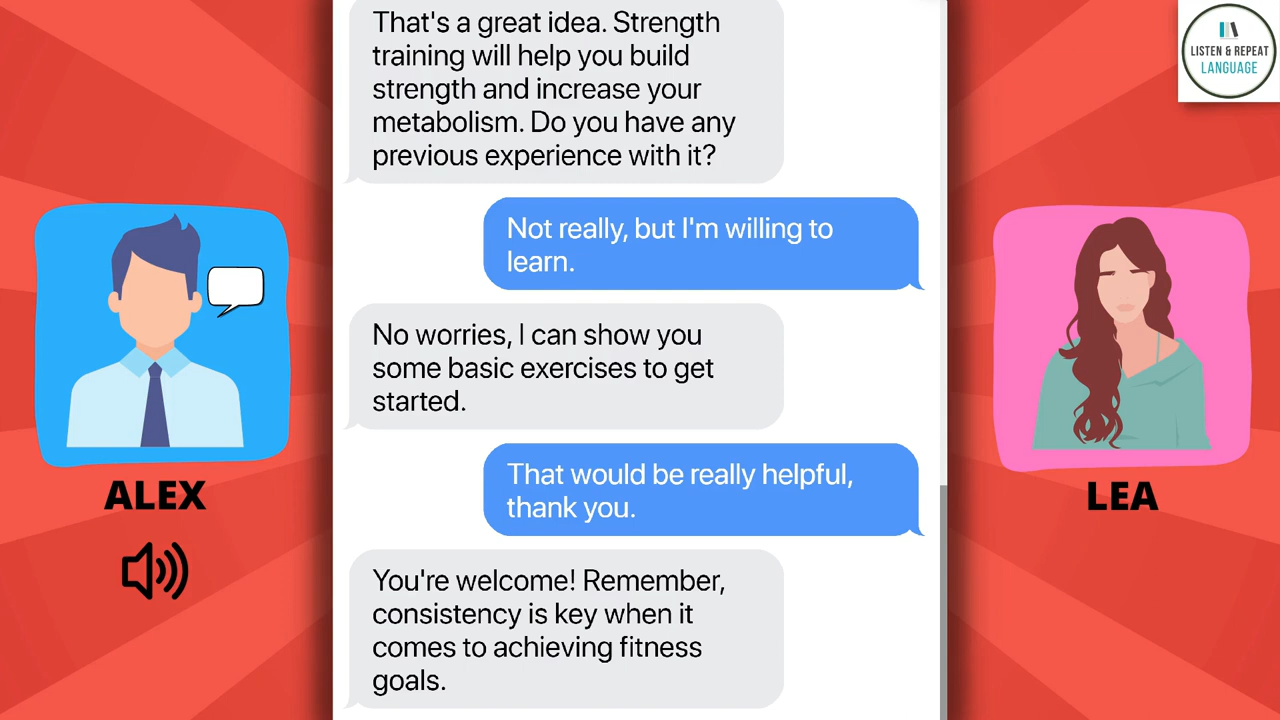 That's a great idea. Strength
training will help you build
strength and increase your
metabolism. Do you have any
previous experience with it?
Not really, but I'm willing to
learn.
No worries, I can show you
some basic exercises to get
started.
That would be really helpful,
thank you.
You're welcome! Remember,
consistency is key when it
comes to achieving fitness
goals.
ALEX
LEA
LISTEN & REPEAT
LANGUAGE